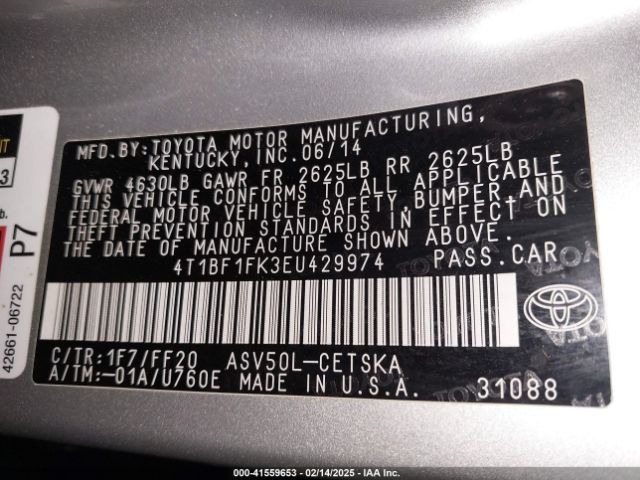 MFD. BY: TOYOTA MOTOR MANUFACTURING,
KENTUCKY, INC. 06/14
GVWR 4630LB GAWR FR 2625LB RR 2625LB
THIS VEHICLE CONFORMS TO ALL APPLICABLE
FEDERAL MOTOR VEHICLE SAFETY, BUMPER, AND
THEFT PREVENTION STANDARDS IN EFFECT ON
THE DATE OF MANUFACTURE SHOWN ABOVE.
4T1BF1FK3EU429974 PASS. CAR
C/TR: 1F7/FF20 ASV50L-CETSKA
A/TM:-01A/U760E MADE IN U.S.A. 31088
TOYOTA
P7
42661-06722
3
000-41559653 - 02/14/2025 - IAA Inc.